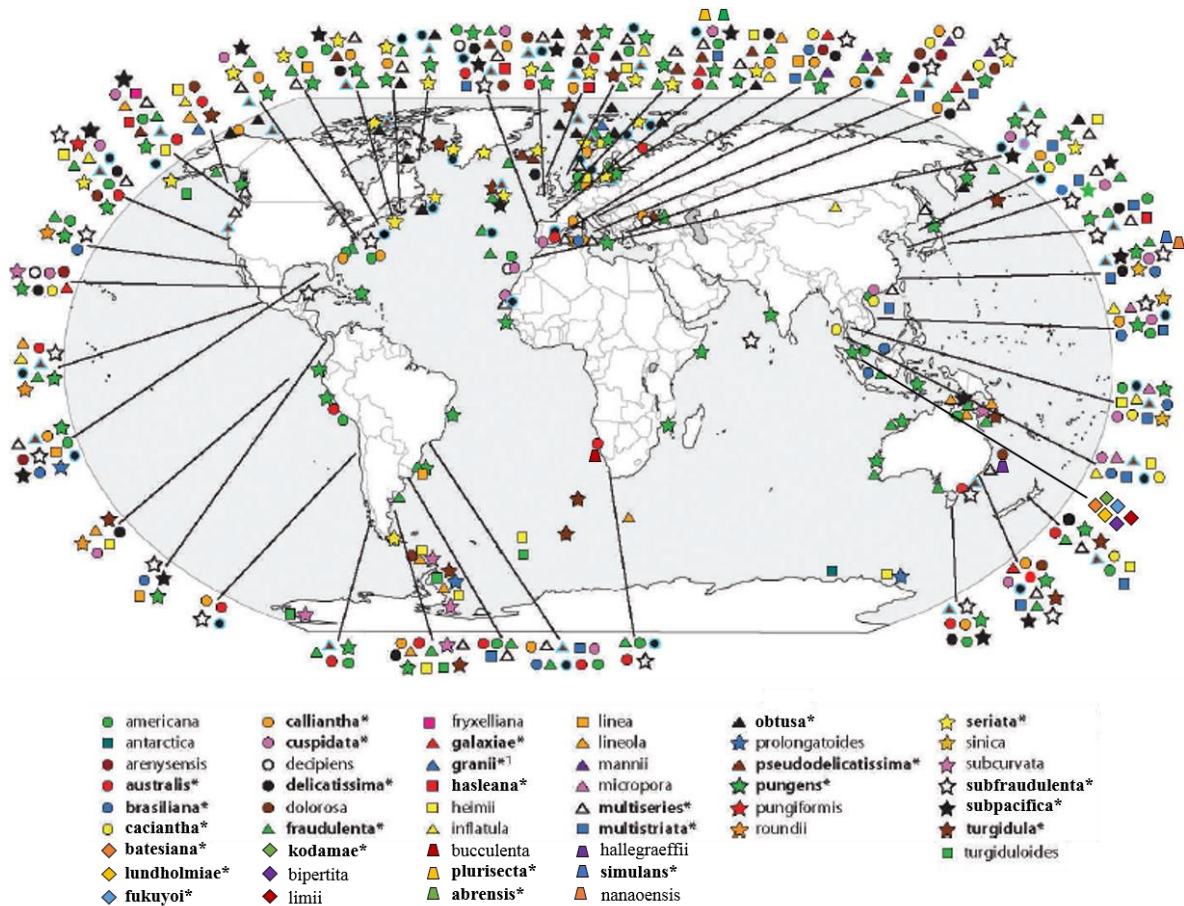 americana
antarctica
arenysensis
australis*
brasiliana*
caciantha*
batesiana*
lundholmiae*
fukuyoi*
calliantha*
cuspidata*
decipiens
delicatissima*
dolorosa
fraudulenta*
kodamae*
bipertita
limii
fryxelliana
galaxiae*
granii*1
hasleana*
heimii
inflatula
bucculenta
plurisecta*
abrensis*
linea
lineola
mannii
micropora
multiseries*
multistriata*
hallegraeffii
simulans*
nanaoensis
obtusa*
prolongatoides
pseudodelicatissima*
pungens*
pungiformis
roundii
seriata*
sinica
subcurvata
subfraudulenta*
subpacifica*
turgidula*
turgiduloides